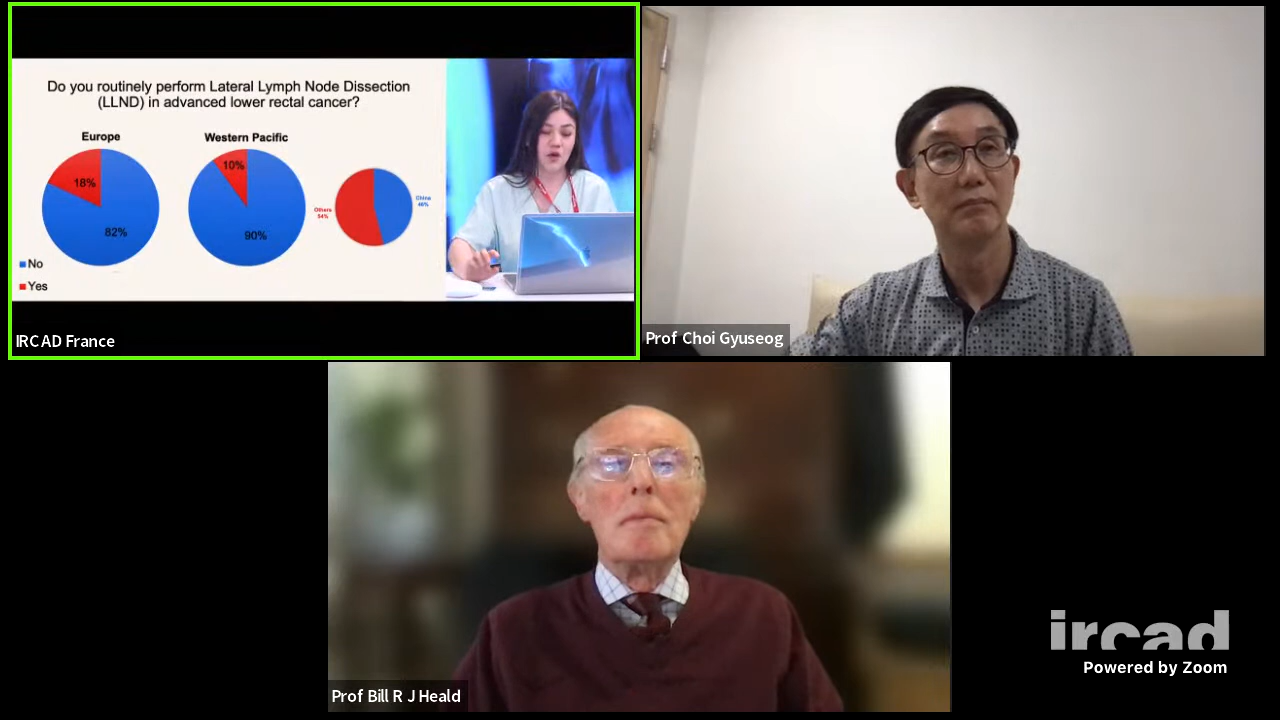 Do you routinely perform Lateral Lymph Node Dissection
(LLND) in advanced lower rectal cancer?
Europe
Western Pacific
18%
82%
10%
90%
Others
54%
China
46%
No
Yes
IRCAD France
Prof Choi Gyuseog
Prof Bill R J Heald
ircad
Powered by Zoom